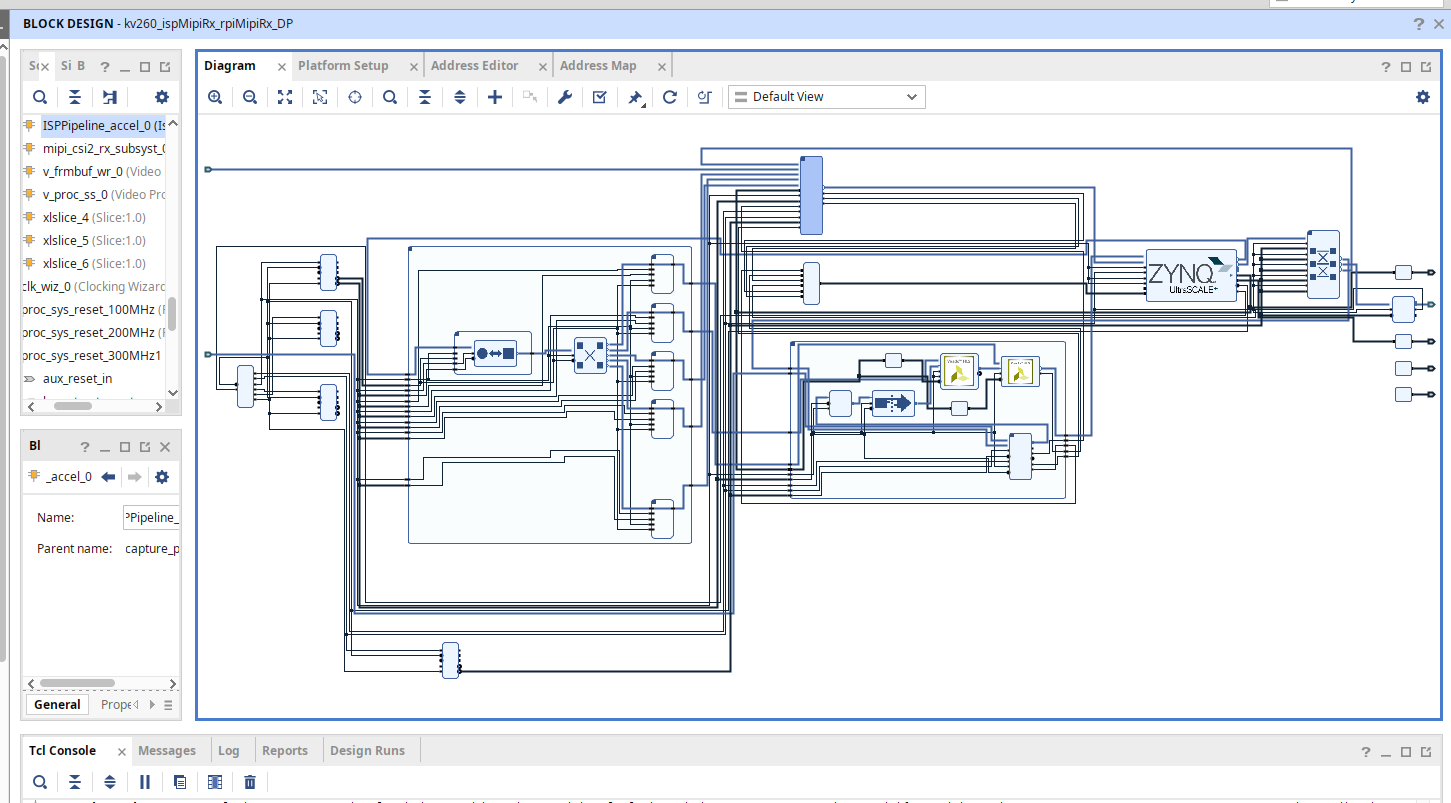 BLOCK DESIGN - kv260_ispMipiRx_rpiMipiRx_DP
Si B
Diagram
Platform Setup
Address Editor
Address Map
Default View
ISPPipeline_accel_0 (Is
mipi_csi2_rx_subsyst_0
v_frmbuf_wr_0 (Video
v_proc_ss_0 (Video Pro
xlslice_4 (Slice:1.0)
xlslice_5 (Slice:1.0)
xlslice_6 (Slice:1.0)
clk_wiz_0 (Clocking Wizard
proc_sys_reset_100MHz
proc_sys_reset_200MHz
proc_sys_reset_300MHz1
aux_reset_in
ZYNQ
UltraSCALE+
Bl
_accel_0
Name:
Pipeline_
Parent name:
capture_p
General
Prope
Tcl Console
Messages
Log
Reports
Design Runs